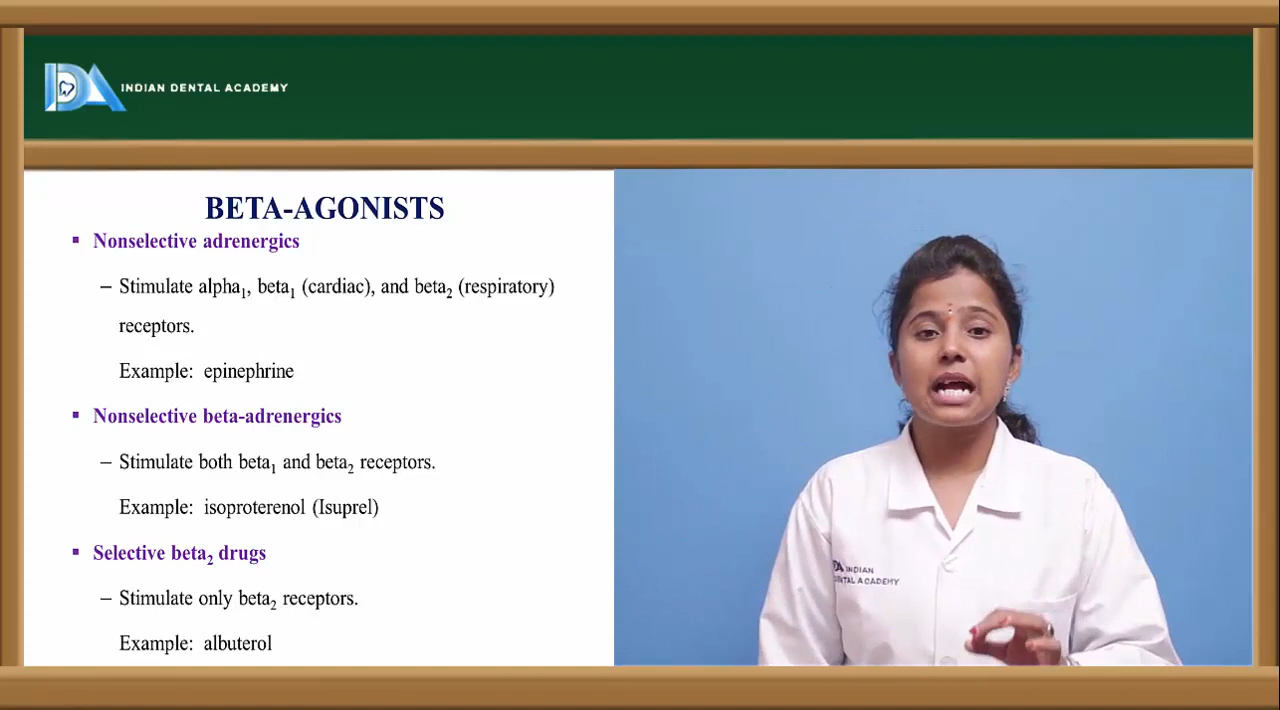 INDIAN DENTAL ACADEMY
BETA-AGONISTS
▪ Nonselective adrenergics
– Stimulate alpha₁, beta₁ (cardiac), and beta₂ (respiratory)
receptors.
Example: epinephrine
▪ Nonselective beta-adrenergics
– Stimulate both beta₁ and beta₂ receptors.
Example: isoproterenol (Isuprel)
▪ Selective beta₂ drugs
– Stimulate only beta₂ receptors.
Example: albuterol
INDIAN
DENTAL ACADEMY